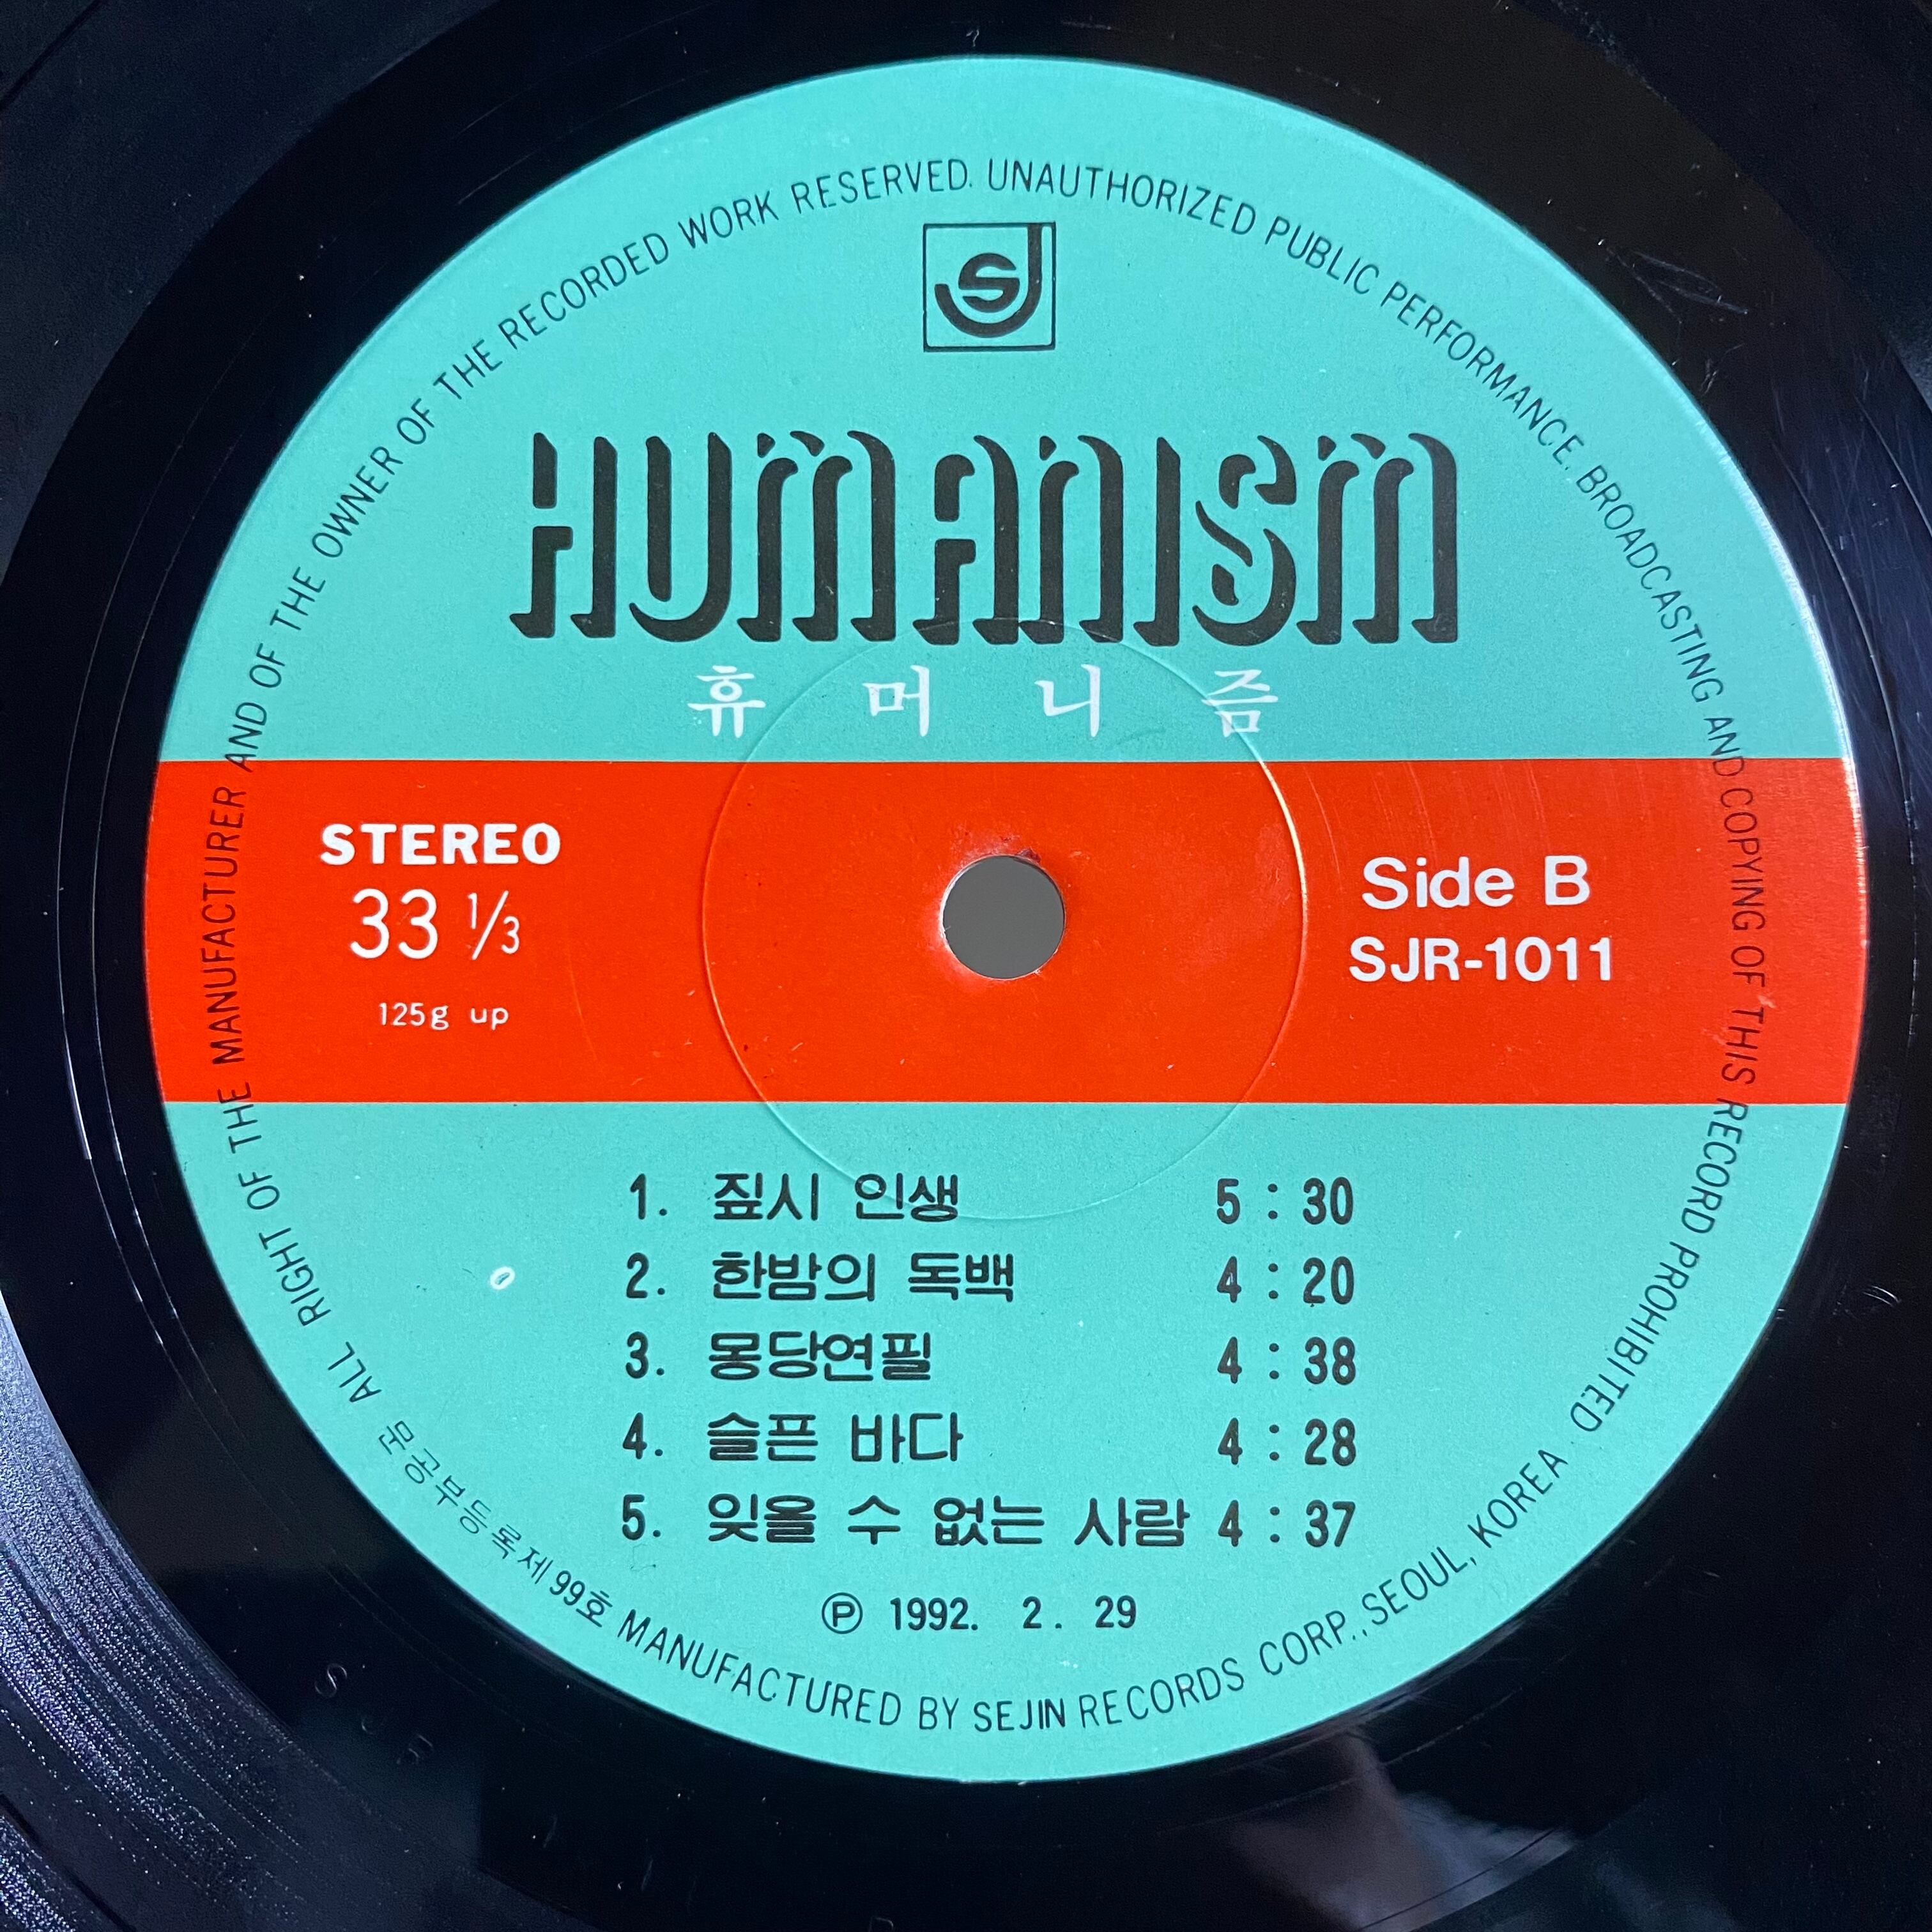 ALL RIGHT OF THE MANUFACTURER AND OF THE OWNER OF THE RECORDED WORK RESERVED. UNAUTHORIZED PUBLIC PERFORMANCE. BROADCASTING AND COPYING OF THIS RECORD PROHIBITED
SJ
HUMANISM
휴머니즘
STEREO
33 1/3
125g up
Side B
SJR-1011
1. 짚시 인생 5 : 30
2. 한밤의 독백 4 : 20
3. 몽당연필 4 : 38
4. 슬픈 바다 4 : 28
5. 잊을 수 없는 사람 4 : 37
Ⓟ 1992. 2. 29
문공부등록제99호 MANUFACTURED BY SEJIN RECORDS CORP., SEOUL, KOREA